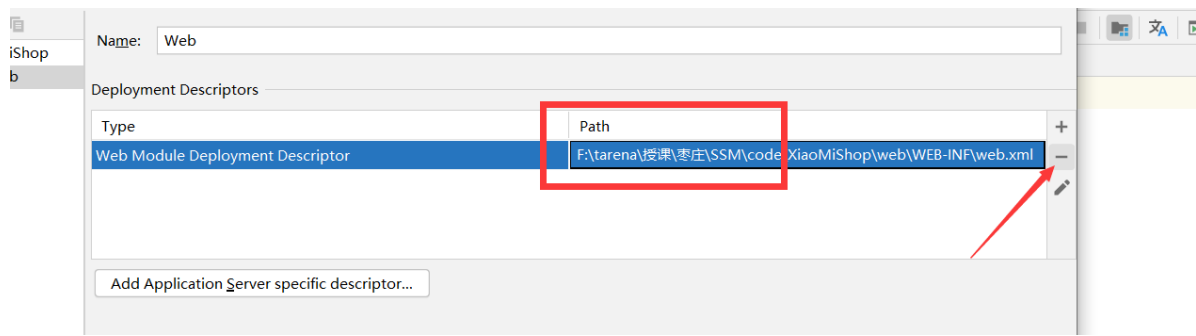 iShop
b
Name: Web
Deployment Descriptors
Type Path
Web Module Deployment Descriptor F:\tarena\授课\枣庄\SSM\code\XiaoMiShop\web\WEB-INF\web.xml
Add Application Server specific descriptor...